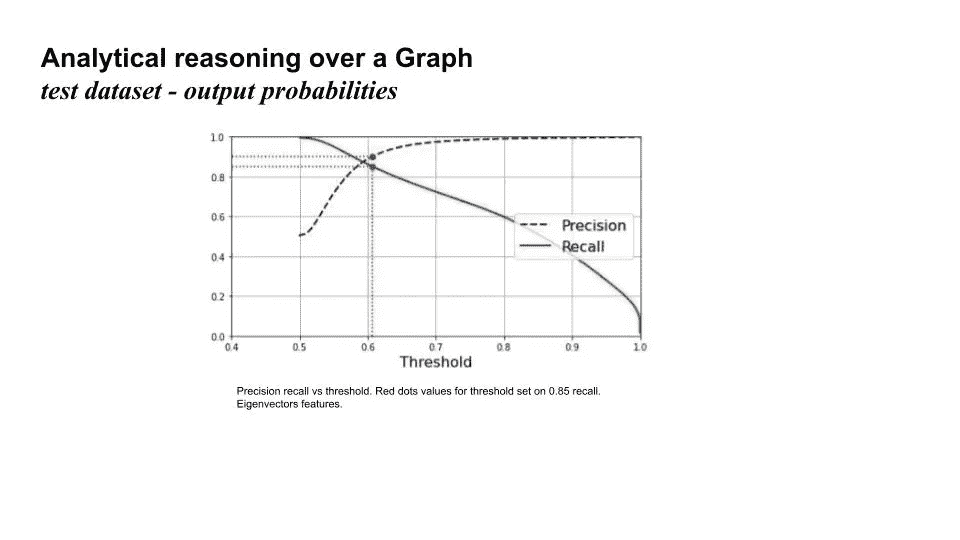 Analytical reasoning over a Graph
test dataset - output probabilities
1.0
0.8
0.6
0.4
0.2
0.0
0.4 0.5 0.6 0.7 0.8 0.9 1.0
Precision
Recall
Threshold
Precision recall vs threshold. Red dots values for threshold set on 0.85 recall.
Eigenvectors features.